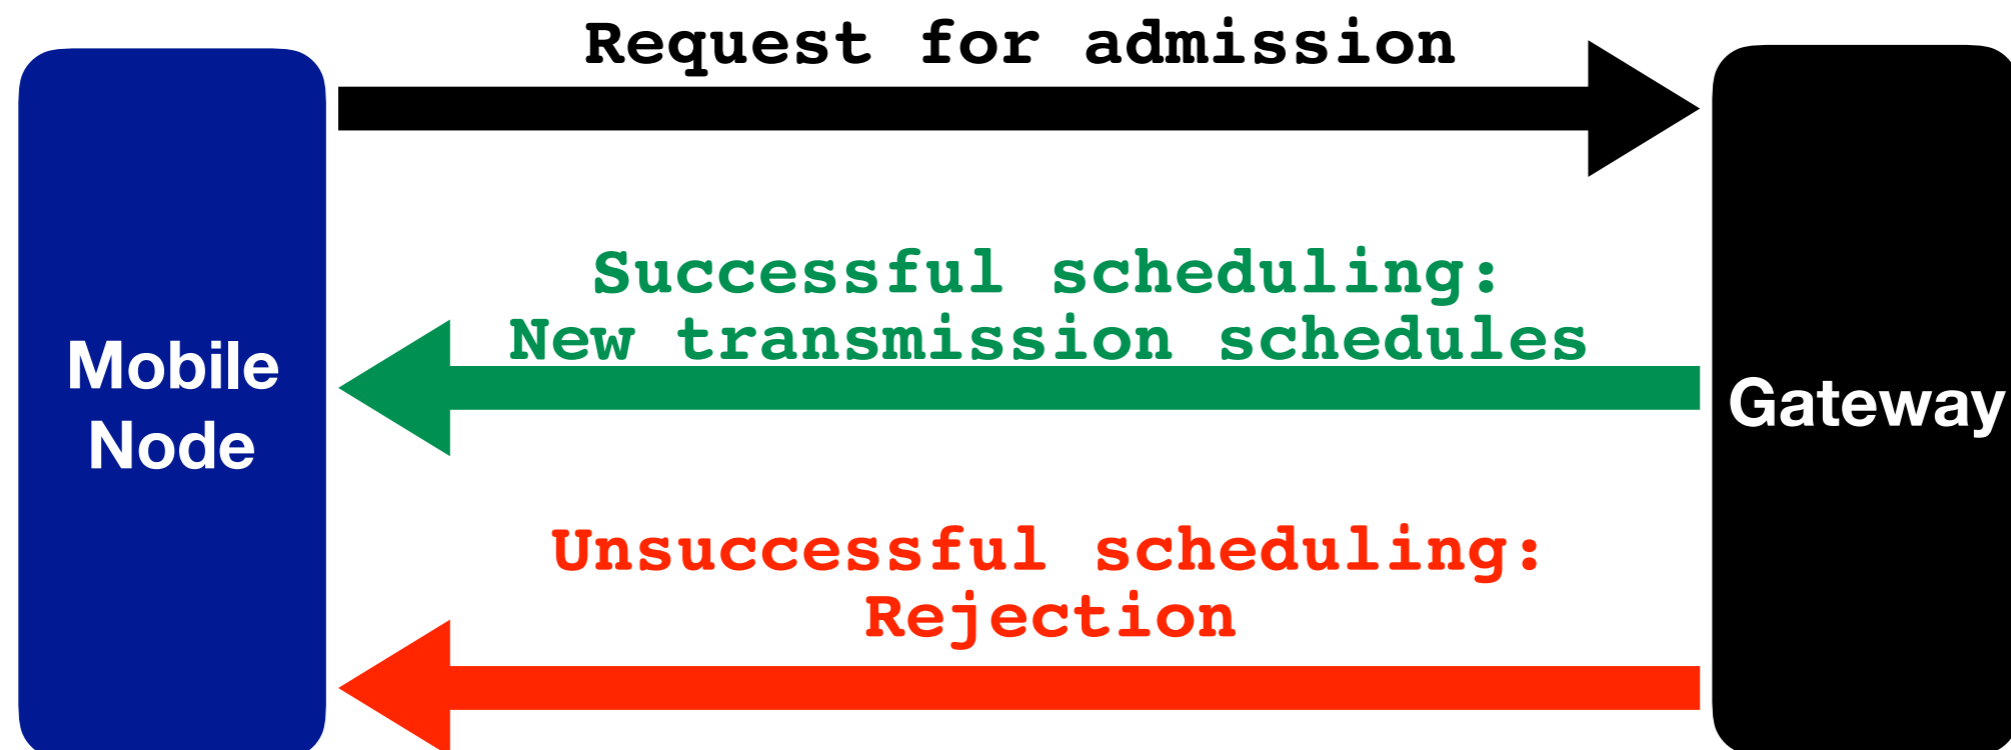 Request for admission
Successful scheduling:
New transmission schedules
Mobile
Node
Gateway
Unsuccessful scheduling:
Rejection